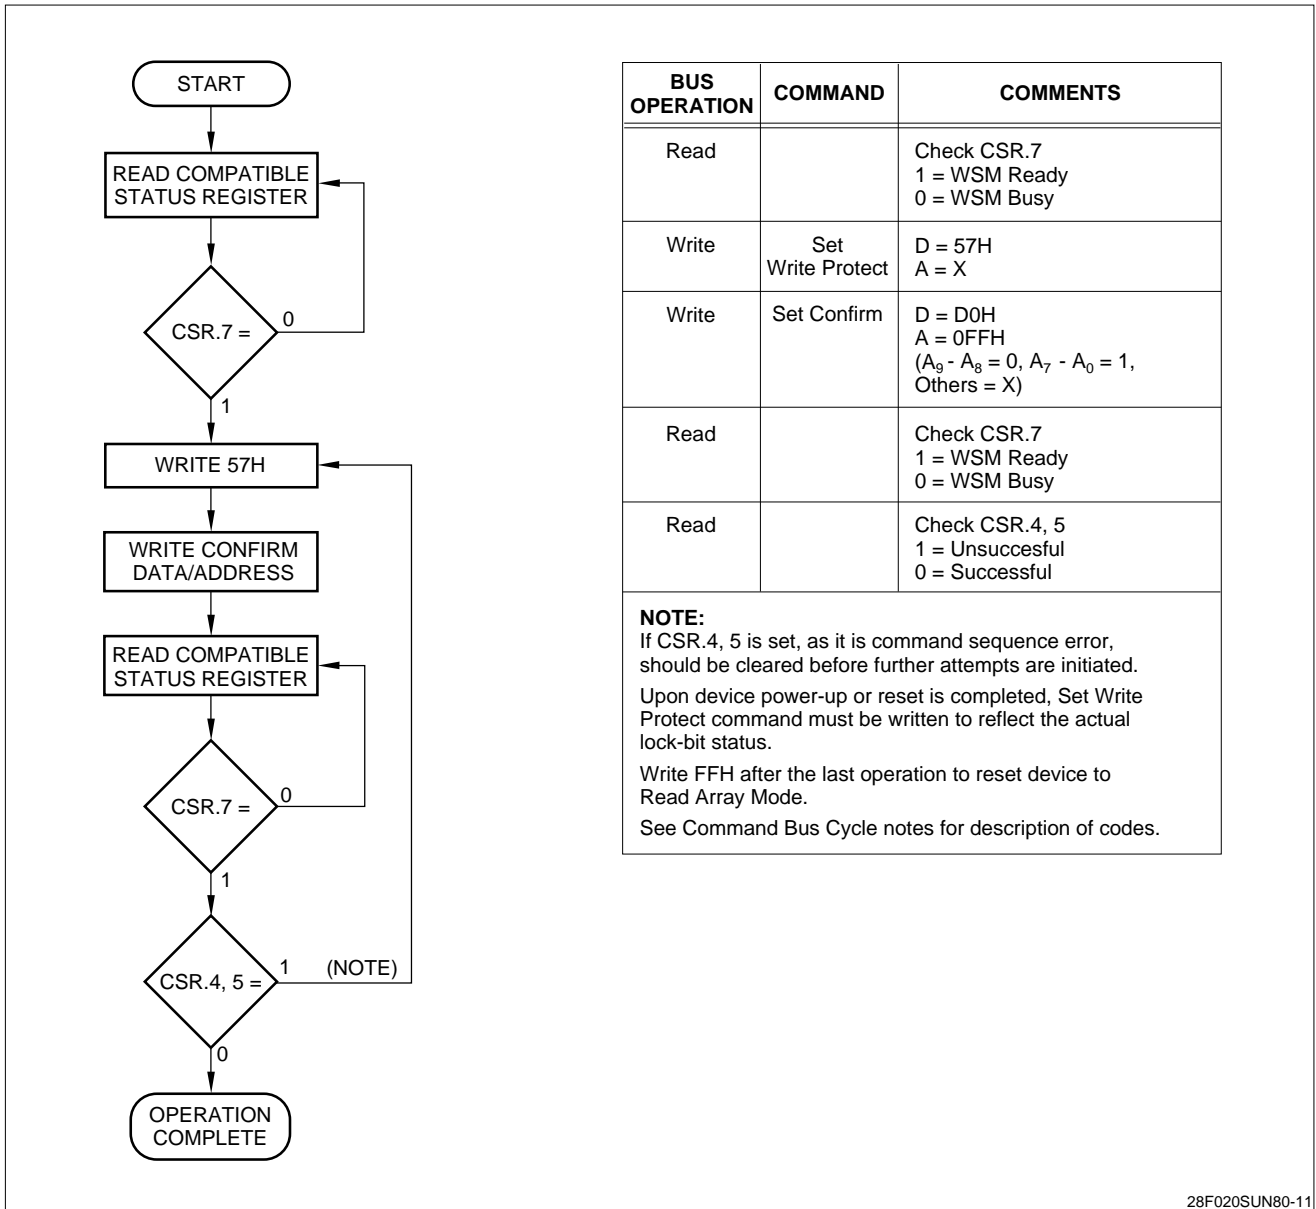 START
READ COMPATIBLE
STATUS REGISTER
CSR.7 =
0
1
WRITE 57H
WRITE CONFIRM
DATA/ADDRESS
READ COMPATIBLE
STATUS REGISTER
CSR.7 =
0
1
CSR.4, 5 =
1
(NOTE)
0
OPERATION
COMPLETE
BUS
OPERATION
COMMAND
COMMENTS
Read
Check CSR.7
1 = WSM Ready
0 = WSM Busy
Write
Set
Write Protect
D = 57H
A = X
Write
Set Confirm
D = D0H
A = 0FFH
(A9 - A8 = 0, A7 - A0 = 1,
Others = X)
Read
Check CSR.7
1 = WSM Ready
0 = WSM Busy
Read
Check CSR.4, 5
1 = Unsuccesful
0 = Successful
NOTE:
If CSR.4, 5 is set, as it is command sequence error,
should be cleared before further attempts are initiated.
Upon device power-up or reset is completed, Set Write
Protect command must be written to reflect the actual
lock-bit status.
Write FFH after the last operation to reset device to
Read Array Mode.
See Command Bus Cycle notes for description of codes.
28F020SUN80-11